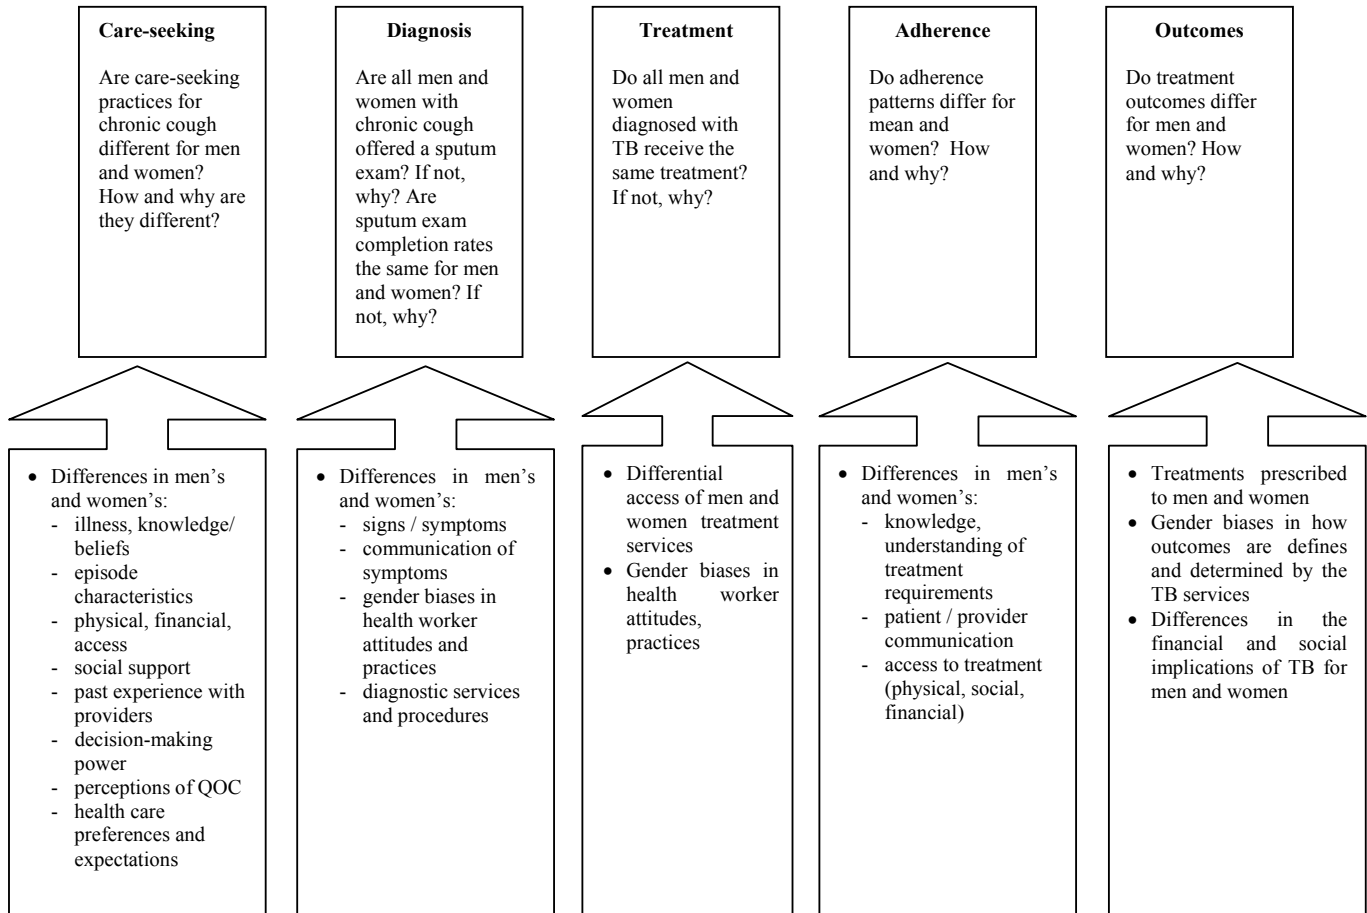 Care-seeking
Are care-seeking
practices for
chronic cough
different for men
and women?
How and why are
they different?
Diagnosis
Are all men and
women with
chronic cough
offered a sputum
exam? If not,
why? Are
sputum exam
completion rates
the same for men
and women? If
not, why?
Treatment
Do all men and
women
diagnosed with
TB receive the
same treatment?
If not, why?
Adherence
Do adherence
patterns differ for
mean and
women?  How
and why?
Outcomes
Do treatment
outcomes differ
for men and
women? How
and why?
• Differences in men’s
and women’s:
- illness, knowledge/
beliefs
- episode
characteristics
- physical, financial,
access
- social support
- past experience with
providers
- decision-making
power
- perceptions of QOC
- health care
preferences and
expectations
• Differences in men’s
and women’s:
- signs / symptoms
- communication of
symptoms
- gender biases in
health worker
attitudes and
practices
- diagnostic services
and procedures
• Differential
access of men and
women treatment
services
• Gender biases in
health worker
attitudes,
practices
• Differences in men’s
and women’s:
- knowledge,
understanding of
treatment
requirements
- patient / provider
communication
- access to treatment
(physical, social,
financial)
• Treatments prescribed
to men and women
• Gender biases in how
outcomes are defines
and determined by the
TB services
• Differences in the
financial and social
implications of TB for
men and women